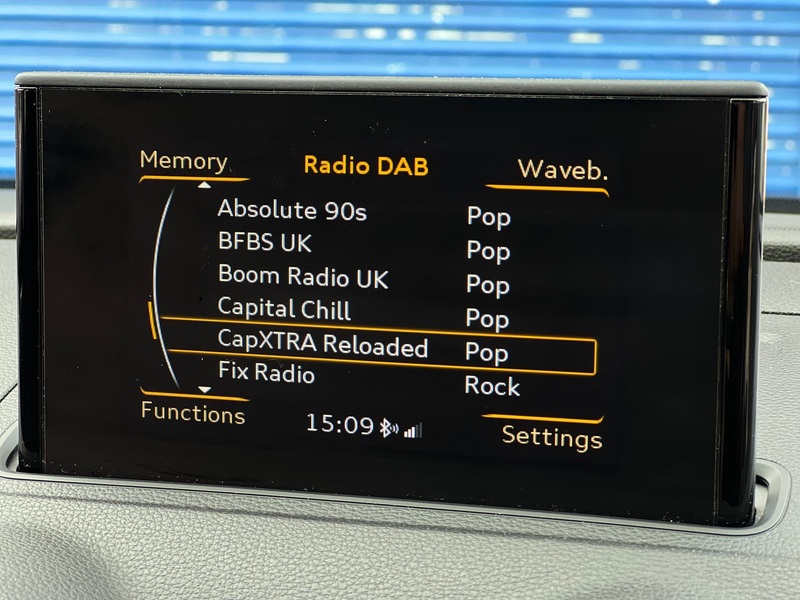 Memory Radio DAB Waveb.
Absolute 90s Pop
BFBS UK Pop
Boom Radio UK Pop
Capital Chill Pop
CapXTRA Reloaded Pop
Fix Radio Rock
Functions 15:09 Settings